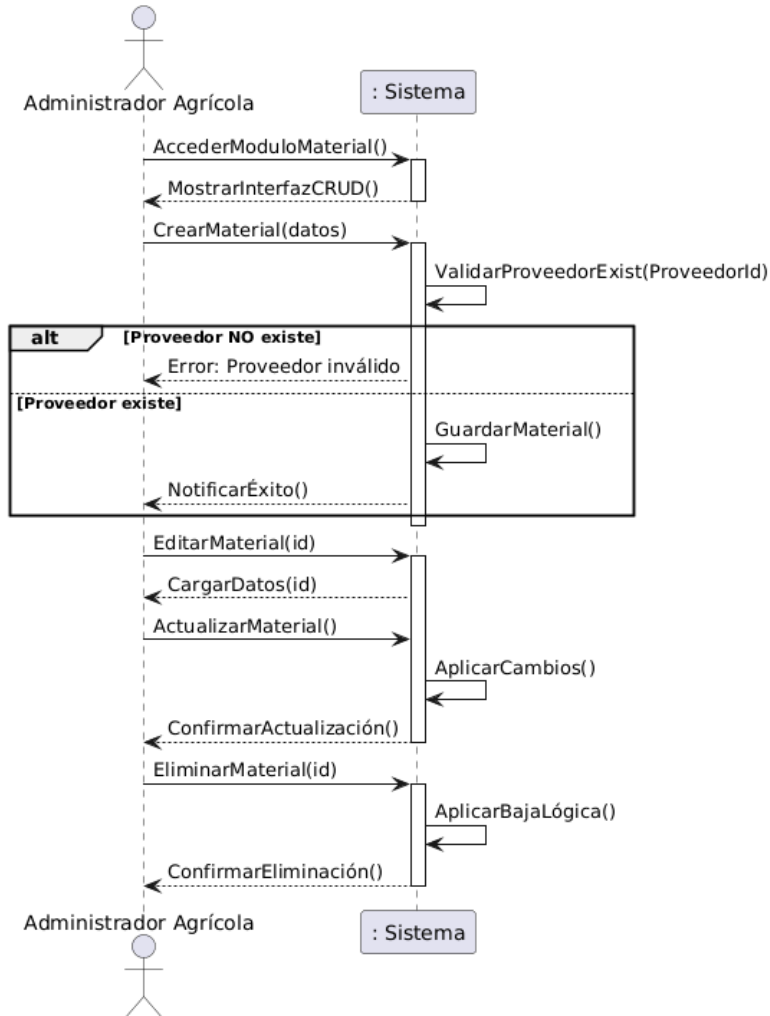 Administrador Agrícola
: Sistema
AccederModuloMaterial()
MostrarInterfazCRUD()
CrearMaterial(datos)
ValidarProveedorExist(ProveedorId)
alt [Proveedor NO existe]
Error: Proveedor inválido
[Proveedor existe]
GuardarMaterial()
NotificarÉxito()
EditarMaterial(id)
CargarDatos(id)
ActualizarMaterial()
AplicarCambios()
ConfirmarActualización()
EliminarMaterial(id)
AplicarBajaLógica()
ConfirmarEliminación()
Administrador Agrícola
: Sistema